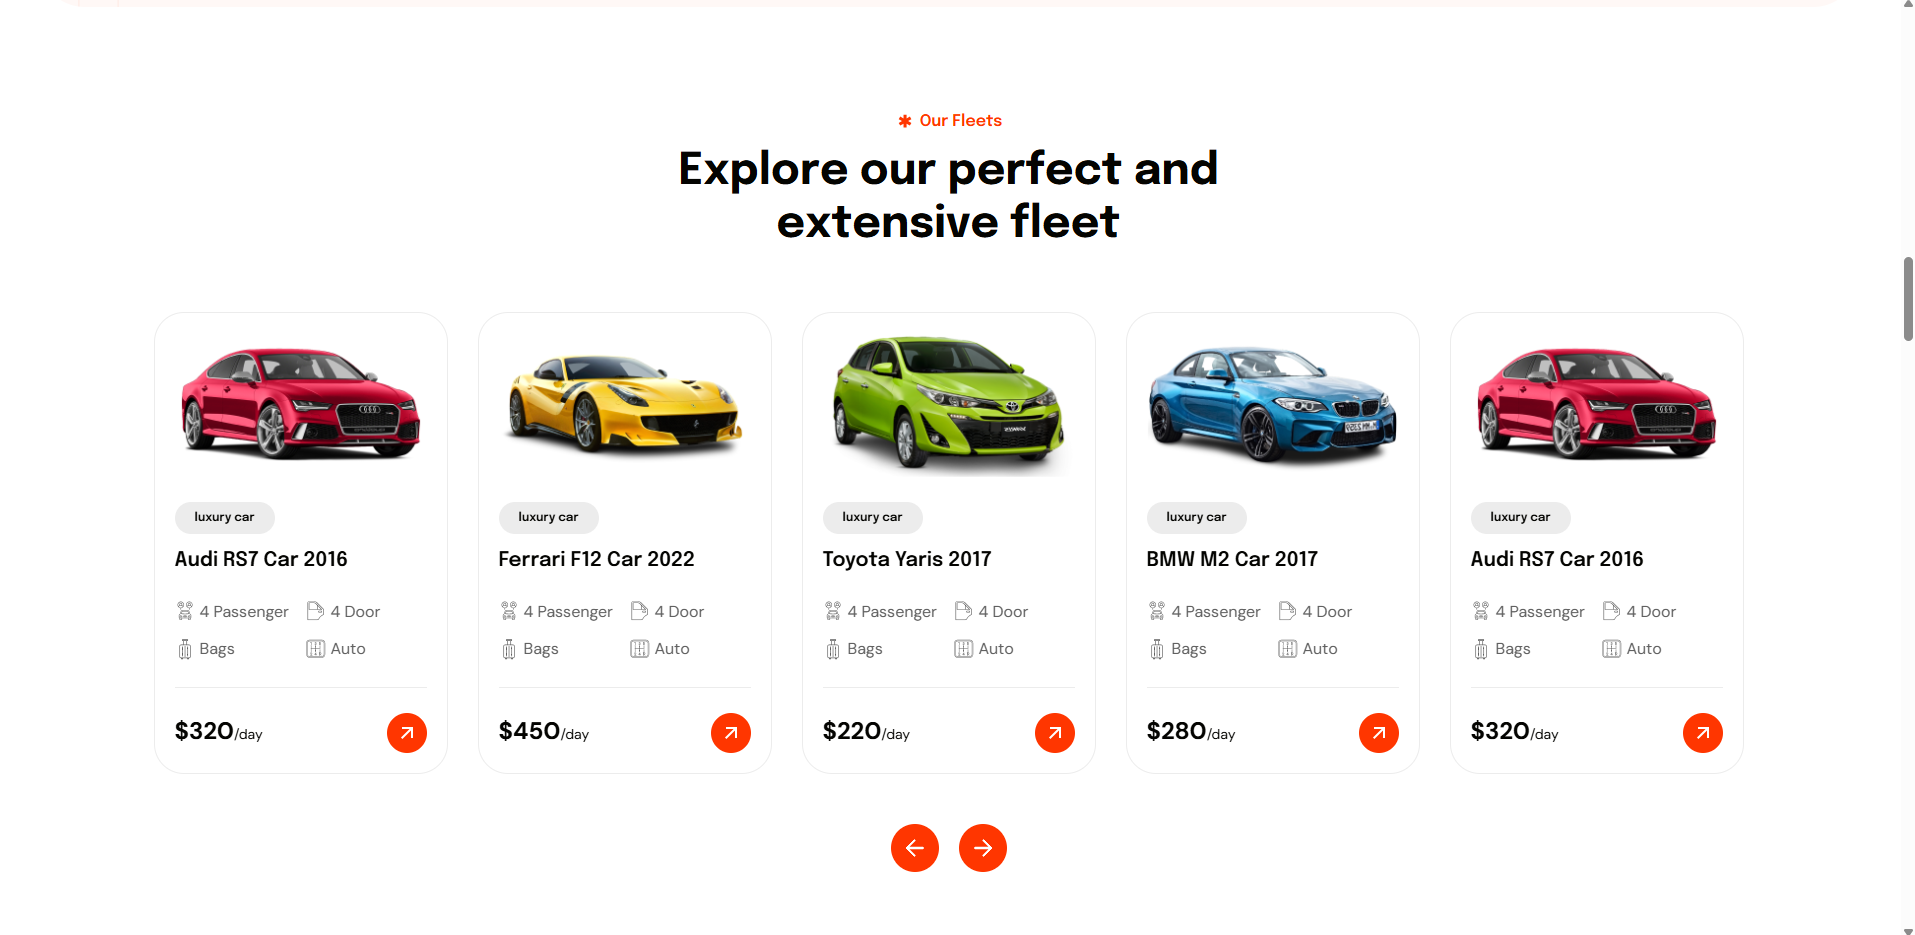 Our Fleets
Explore our perfect and
extensive fleet
luxury car
Audi RS7 Car 2016
4 Passenger
4 Door
Bags
Auto
$320/day
luxury car
Ferrari F12 Car 2022
4 Passenger
4 Door
Bags
Auto
$450/day
luxury car
Toyota Yaris 2017
4 Passenger
4 Door
Bags
Auto
$220/day
luxury car
BMW M2 Car 2017
4 Passenger
4 Door
Bags
Auto
$280/day
luxury car
Audi RS7 Car 2016
4 Passenger
4 Door
Bags
Auto
$320/day